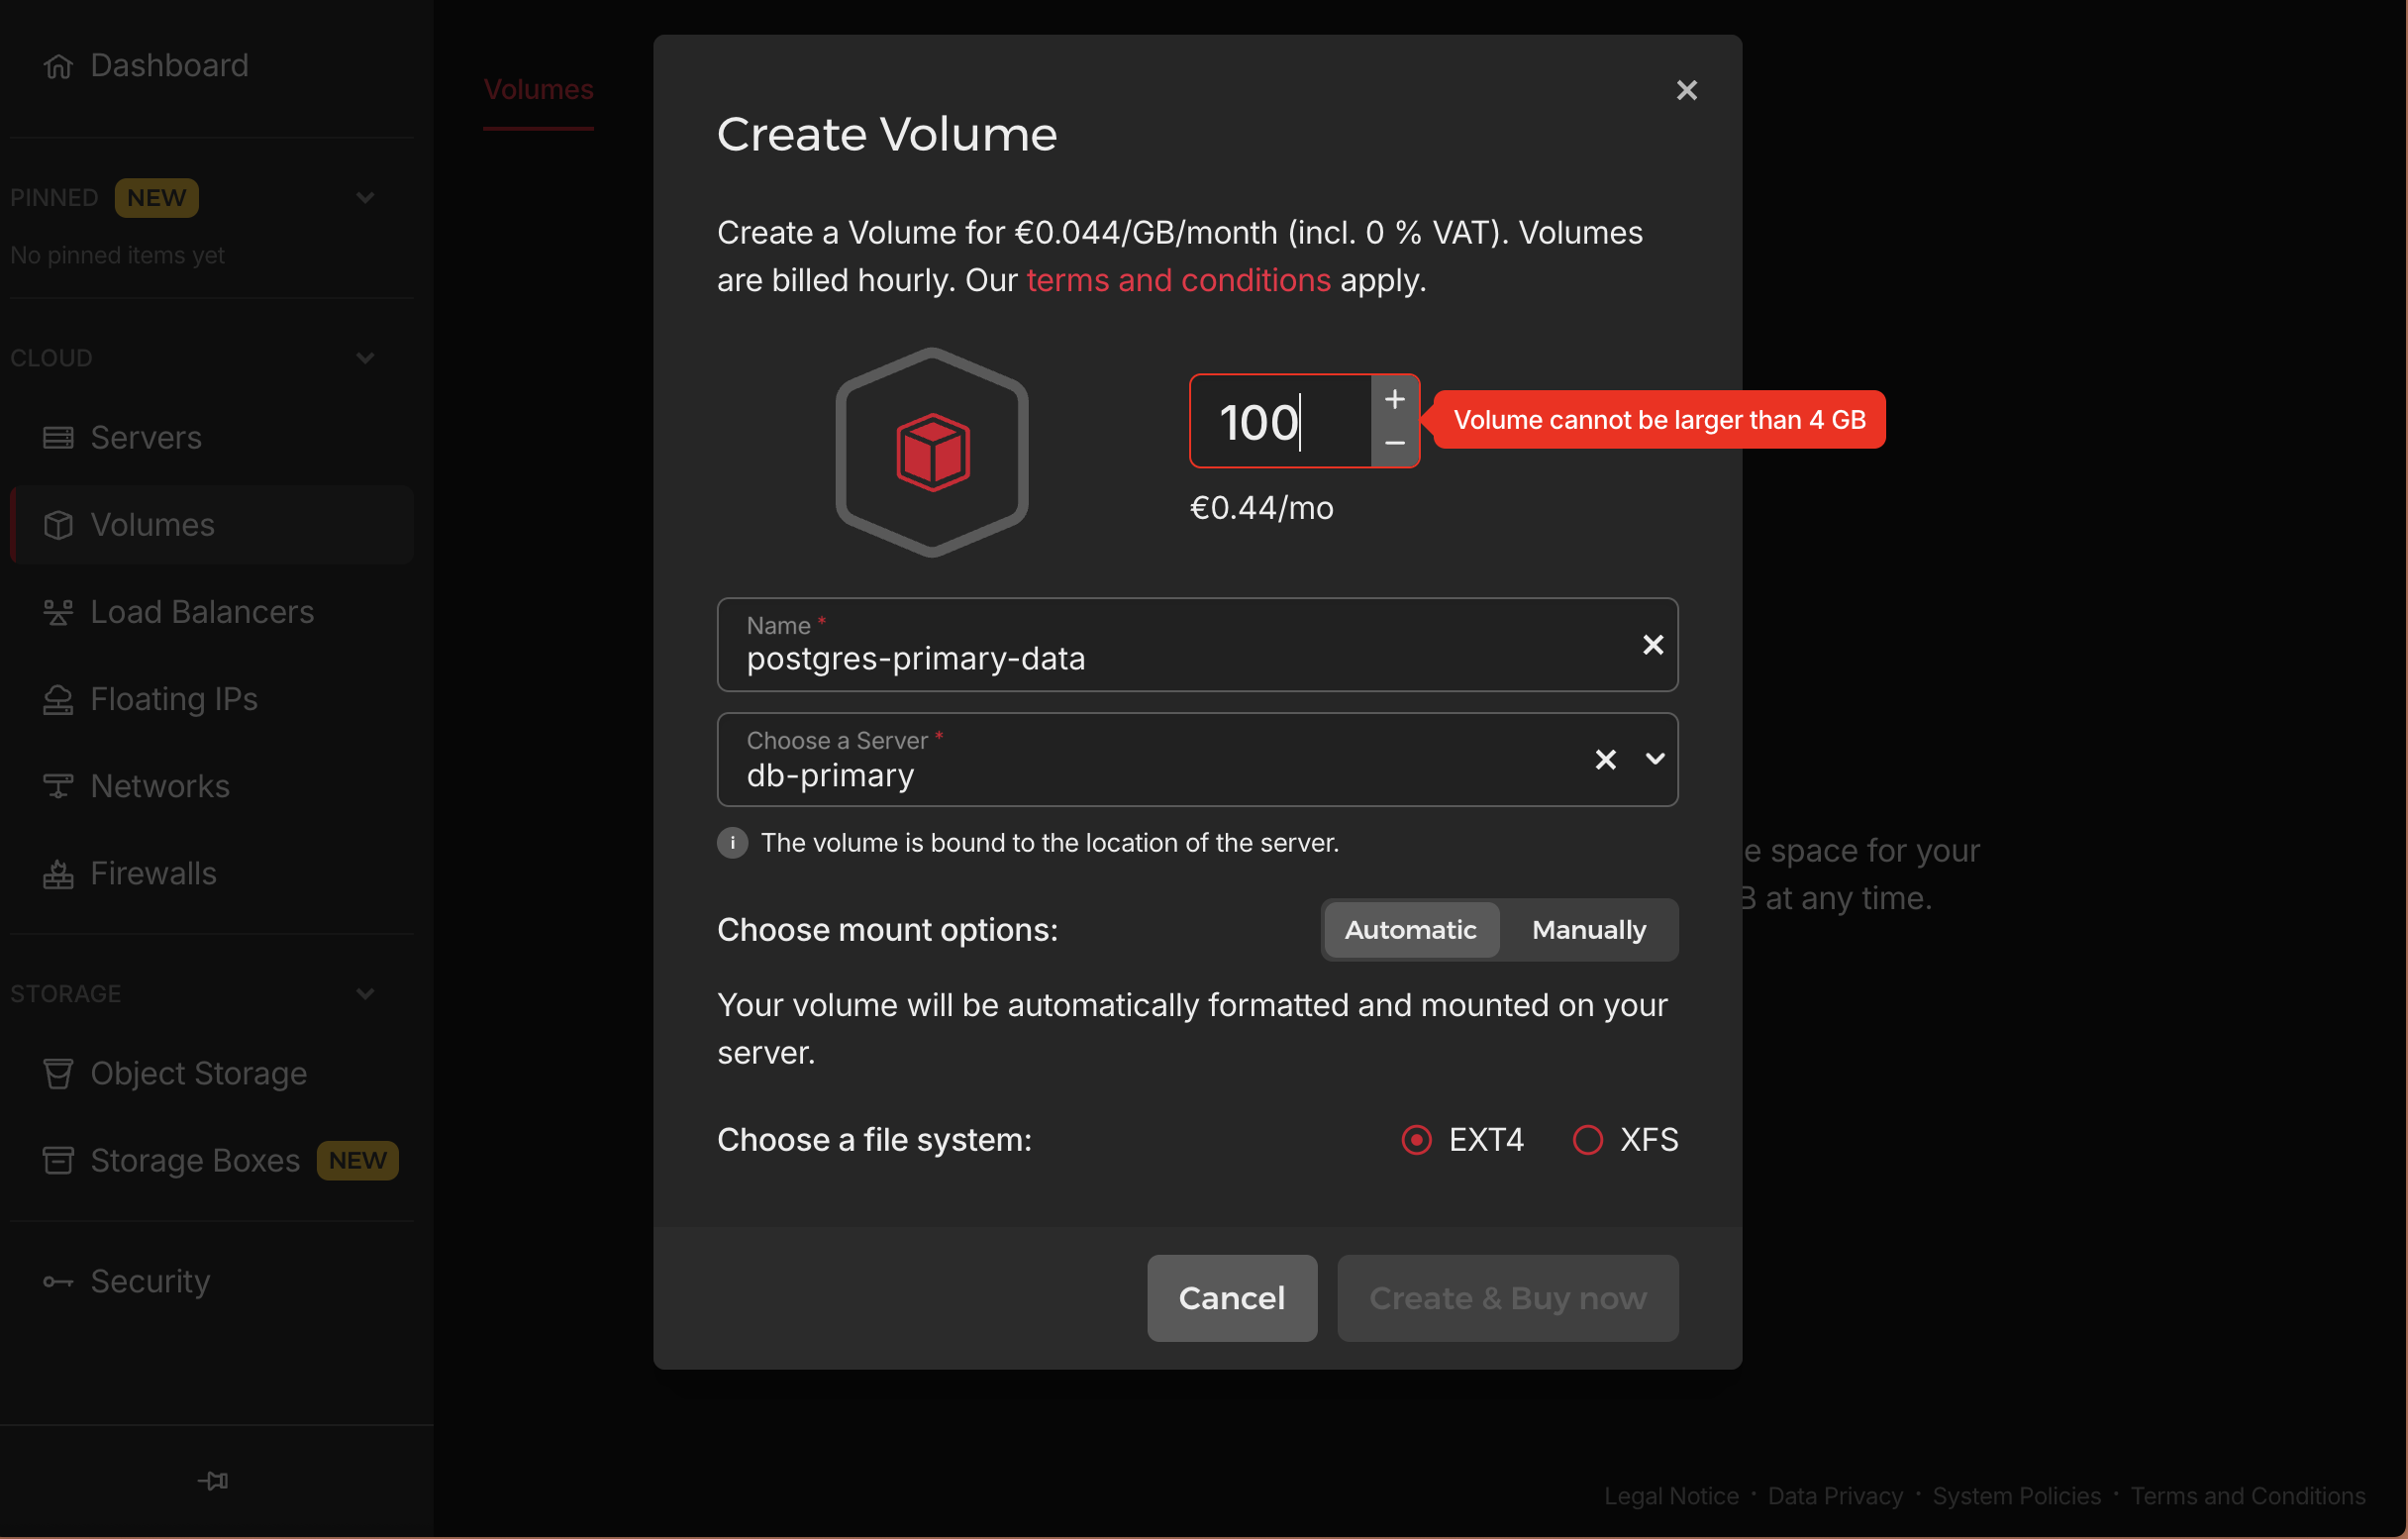 Dashboard
PINNED NEW
No pinned items yet
CLOUD
Servers
Volumes
Load Balancers
Floating IPs
Networks
Firewalls
STORAGE
Object Storage
Storage Boxes NEW
Security
Volumes
Create Volume
Create a Volume for €0.044/GB/month (incl. 0 % VAT). Volumes
are billed hourly. Our terms and conditions apply.
100
Volume cannot be larger than 4 GB
€0.44/mo
Name *
postgres-primary-data
Choose a Server *
db-primary
The volume is bound to the location of the server.
e space for your
B at any time.
Choose mount options:
Automatic
Manually
Your volume will be automatically formatted and mounted on your
server.
Choose a file system:
EXT4
XFS
Cancel
Create & Buy now
Legal Notice · Data Privacy · System Policies · Terms and Conditions